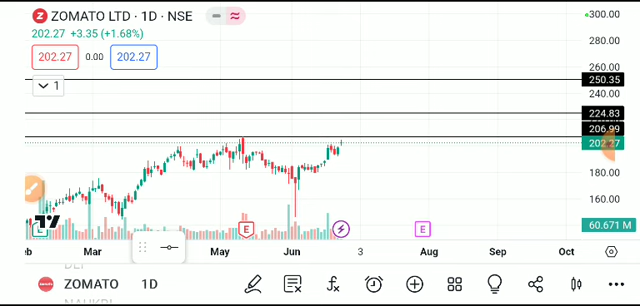 ZOMATO LTD · 1D · NSE
202.27 +3.35 (+1.68%)
202.27 0.00 202.27
1
300.00
280.00
260.00
250.35
240.00
224.83
206.99
202.27
180.00
160.00
60.671 M
E E E
Mar May Jun 3 Aug Sep Oct
ZOMATO 1D